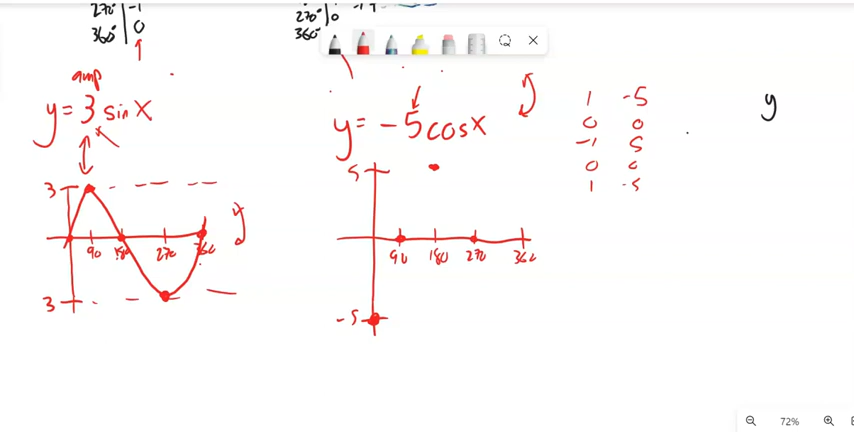 270° | -1
360° | 0
270° | 0
360°
amp
y = 3 sin x
3
90 180 270 360
3
y = -5 cos x
5
90 180 270 360
-5
1 -5
0 0
-1 5
0 0
1 -5
y
72%